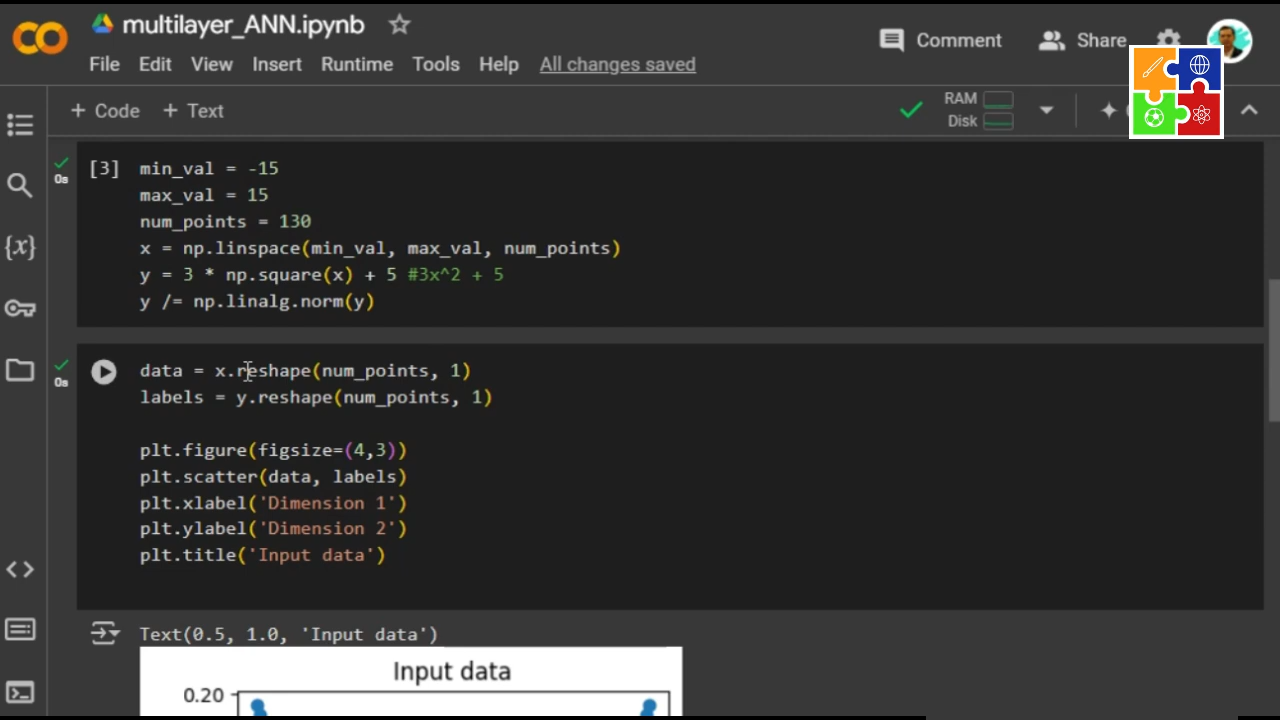 CO multilayer_ANN.ipynb
File Edit View Insert Runtime Tools Help All changes saved
Comment Share
+ Code + Text
RAM
Disk
[3] min_val = -15
0s
max_val = 15
num_points = 130
x = np.linspace(min_val, max_val, num_points)
y = 3 * np.square(x) + 5 #3x^2 + 5
y /= np.linalg.norm(y)
{x}
data = x.reshape(num_points, 1)
0s
labels = y.reshape(num_points, 1)
plt.figure(figsize=(4,3))
plt.scatter(data, labels)
plt.xlabel('Dimension 1')
plt.ylabel('Dimension 2')
plt.title('Input data')
Text(0.5, 1.0, 'Input data')
Input data
0.20